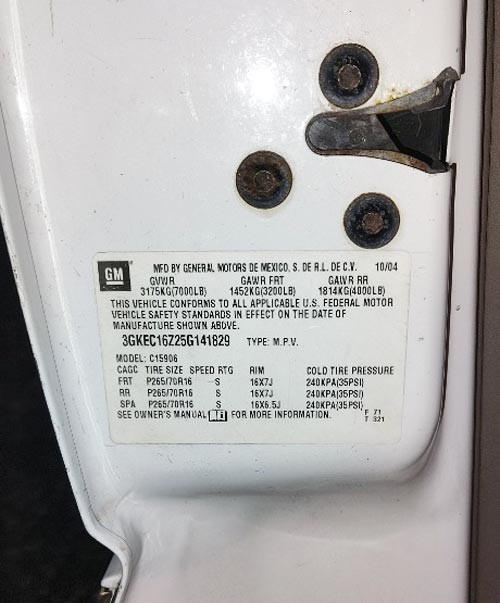 GM
MFD BY GENERAL MOTORS DE MEXICO, S. DE R.L. DE C.V. 10/04
GVWR GAWR FRT GAWR RR
3175KG(7000LB) 1452KG(3200LB) 1814KG(4000LB)
THIS VEHICLE CONFORMS TO ALL APPLICABLE U.S. FEDERAL MOTOR
VEHICLE SAFETY STANDARDS IN EFFECT ON THE DATE OF
MANUFACTURE SHOWN ABOVE.
3GKEC16Z25G141829 TYPE: M.P.V.
MODEL: C15906
CAGC TIRE SIZE SPEED RTG RIM COLD TIRE PRESSURE
FRT P265/70R16 S 16X7J 240KPA(35PSI)
RR P265/70R16 S 16X7J 240KPA(35PSI)
SPA P265/70R16 S 16X6.5J 240KPA(35PSI)
SEE OWNER'S MANUAL FOR MORE INFORMATION. F 71
T 321